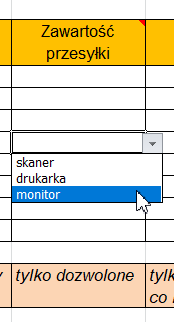 Zawartość
przesyłki
skaner
drukarka
monitor
y tylko dozwolone tylk
co